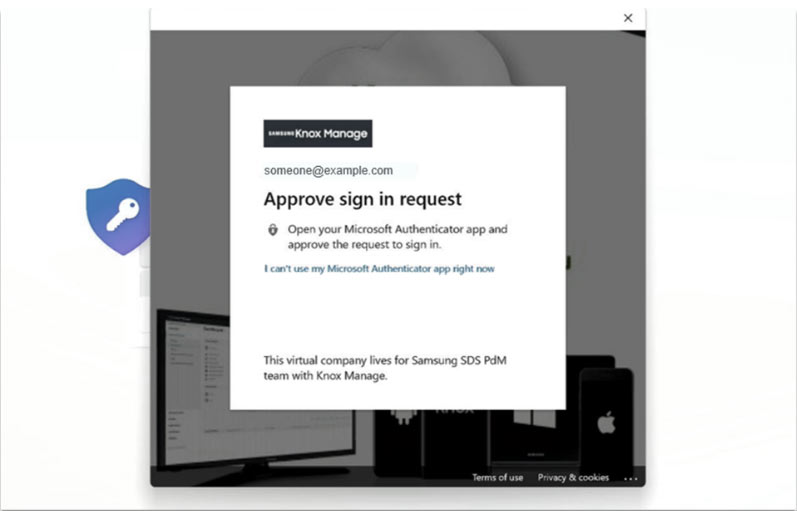 SAMSUNG Knox Manage
someone@example.com
Approve sign in request
Open your Microsoft Authenticator app and
approve the request to sign in.
I can't use my Microsoft Authenticator app right now
This virtual company lives for Samsung SDS PdM
team with Knox Manage.
Terms of use Privacy & cookies ...